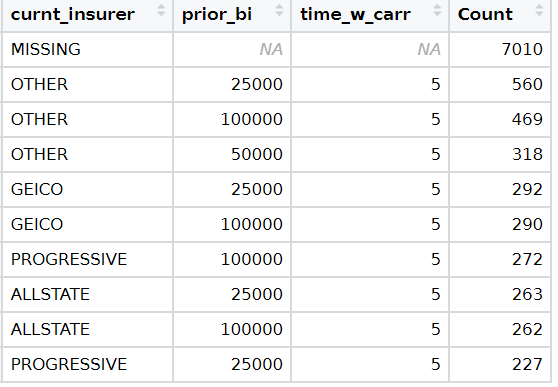 curnt_insurer prior_bi time_w_carr Count
MISSING NA NA 7010
OTHER 25000 5 560
OTHER 100000 5 469
OTHER 50000 5 318
GEICO 25000 5 292
GEICO 100000 5 290
PROGRESSIVE 100000 5 272
ALLSTATE 25000 5 263
ALLSTATE 100000 5 262
PROGRESSIVE 25000 5 227